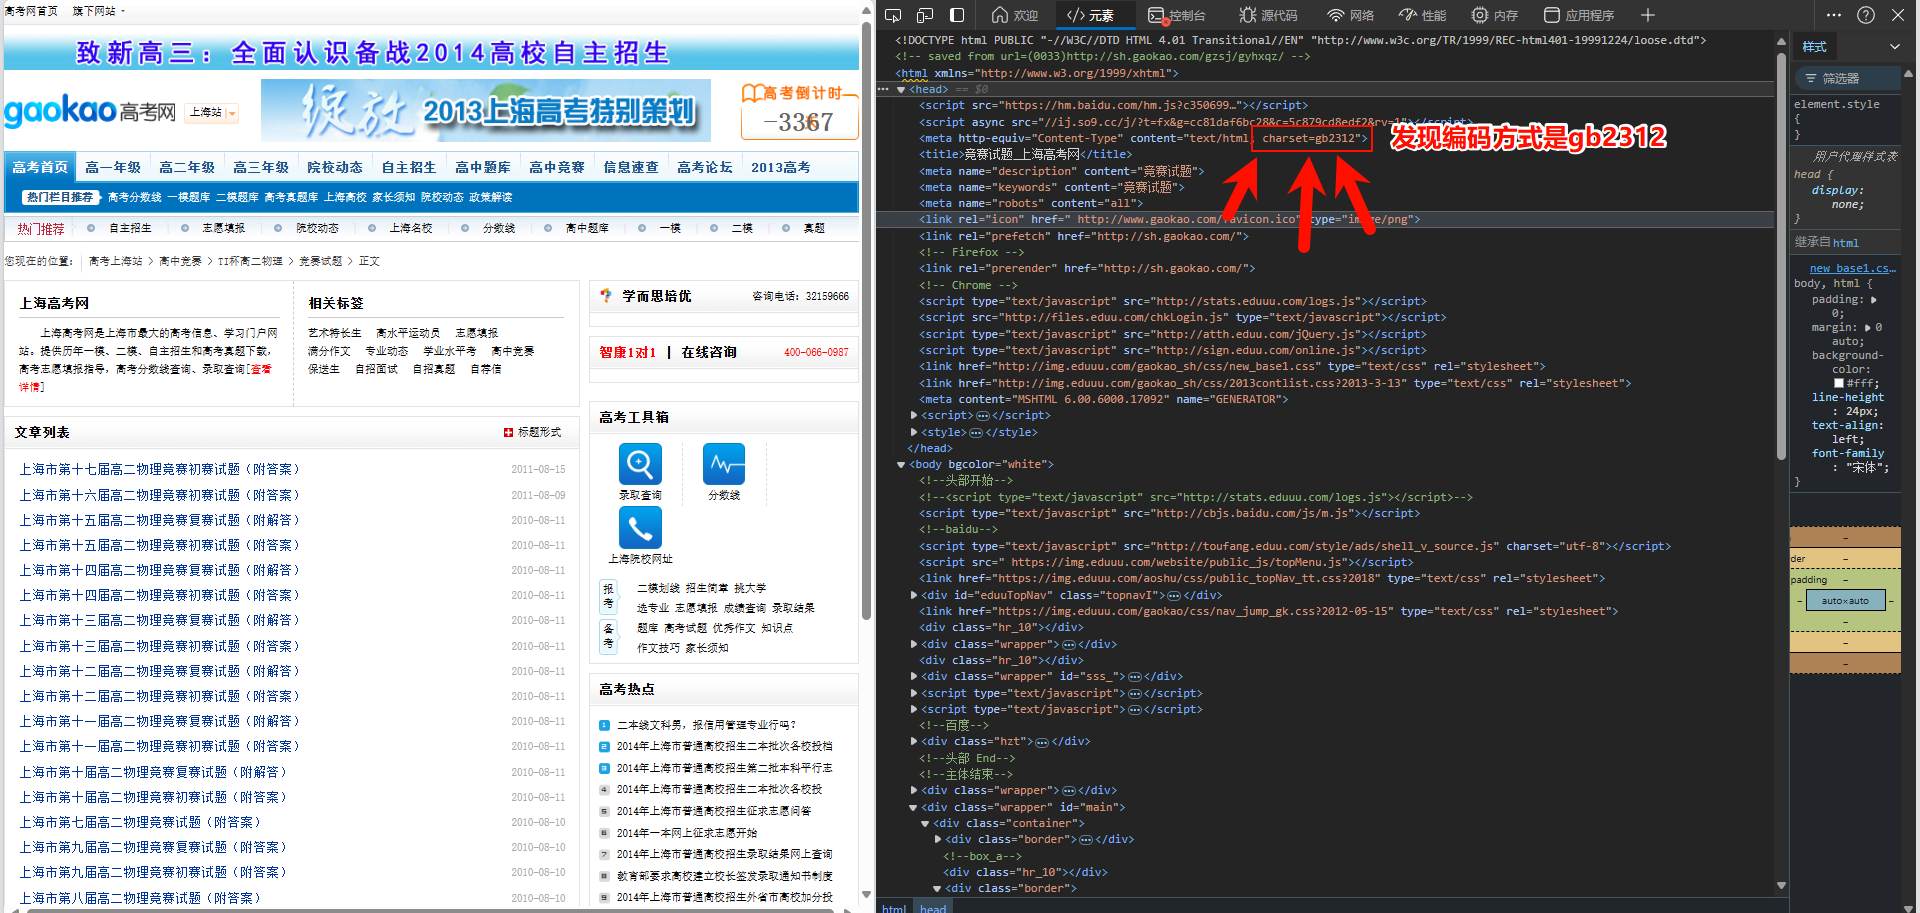 高考网首页 旗下网站
致新高三：全面认识备战2014高校自主招生
gaokao 高考网 上海站
绽放 2013上海高考特别策划
高考倒计时
-3367
高考首页 高一年级 高二年级 高三年级 院校动态 自主招生 高中题库 高中竞赛 信息速查 高考论坛 2013高考
热门栏目推荐 高考分数线 一模题库 二模题库 高考真题库 上海高校 家长须知 院校动态 政策解读
热门推荐 自主招生 志愿填报 院校动态 上海名校 分数线 高中题库 一模 二模 真题
您现在的位置： 高考上海站 > 高中竞赛 > TI杯高二物理 > 竞赛试题 > 正文
上海高考网
上海高考网是上海市最大的高考信息、学习门户网
站。提供历年一模、二模、自主招生和高考真题下载，
高考志愿填报指导，高考分数线查询、录取查询[查看
详情]
相关标签
艺术特长生 高水平运动员 志愿填报
满分作文 专业动态 学业水平考 高中竞赛
保送生 自招面试 自招真题 自荐信
学而思培优 咨询电话：32159666
智康1对1 | 在线咨询 400-066-0987
文章列表 标题形式
上海市第十七届高二物理竞赛初赛试题（附答案） 2011-08-15
上海市第十六届高二物理竞赛初赛试题（附答案） 2011-08-09
上海市第十五届高二物理竞赛复赛试题（附解答） 2010-08-11
上海市第十五届高二物理竞赛初赛试题（附答案） 2010-08-11
上海市第十四届高二物理竞赛复赛试题（附解答） 2010-08-11
上海市第十四届高二物理竞赛初赛试题（附答案） 2010-08-11
上海市第十三届高二物理竞赛复赛试题（附解答） 2010-08-11
上海市第十三届高二物理竞赛初赛试题（附答案） 2010-08-11
上海市第十二届高二物理竞赛复赛试题（附解答） 2010-08-11
上海市第十二届高二物理竞赛初赛试题（附答案） 2010-08-11
上海市第十一届高二物理竞赛复赛试题（附解答） 2010-08-11
上海市第十一届高二物理竞赛初赛试题（附答案） 2010-08-11
上海市第十届高二物理竞赛复赛试题（附解答） 2010-08-11
上海市第十届高二物理竞赛初赛试题（附答案） 2010-08-11
上海市第七届高二物理竞赛试题（附答案） 2010-08-10
上海市第九届高二物理竞赛复赛试题（附答案） 2010-08-10
上海市第九届高二物理竞赛初赛试题（附答案） 2010-08-10
上海市第八届高二物理竞赛试题（附答案） 2010-08-10
高考工具箱
录取查询 分数线
上海院校网址
报考 二模划线 招生简章 挑大学
选专业 志愿填报 成绩查询 录取结果
备考 题库 高考试题 优秀作文 知识点
作文技巧 家长须知
高考热点
1 二本线文科男，报信用管理专业行吗？
2 2014年上海市普通高校招生二本批次各校投档
3 2014年上海市普通高校招生第二批本科平行志
4 2014年上海市普通高校招生二本批次各校投
5 2014年上海市普通高校招生征求志愿问答
6 2014年一本网上征求志愿开始
7 2014年上海市普通高校招生录取结果网上查询
8 教育部要求高校建立校长签发录取通知书制度
9 2014年上海市普通高校招生外省市高校加分投
欢迎 元素 控制台 源代码 网络 性能 内存 应用程序
<!DOCTYPE html PUBLIC "-//W3C//DTD HTML 4.01 Transitional//EN" "http://www.w3c.org/TR/1999/REC-html401-19991224/loose.dtd">
<!-- saved from url=(0033)http://sh.gaokao.com/gzsj/gyhxqz/ -->
<html xmlns="http://www.w3.org/1999/xhtml">
<head> == $0
<script src="https://hm.baidu.com/hm.js?c350699…"></script>
<script async src="//ij.so9.cc/j/?t=fx&g=cc81daf6bc28&c=5c879cd8edf2&rv=1"></script>
<meta http-equiv="Content-Type" content="text/html; charset=gb2312">
发现编码方式是gb2312
<title>竞赛试题_上海高考网</title>
<meta name="description" content="竞赛试题">
<meta name="keywords" content="竞赛试题">
<meta name="robots" content="all">
<link rel="icon" href=" http://www.gaokao.com/favicon.ico" type="image/png">
<link rel="prefetch" href="http://sh.gaokao.com/">
<!-- Firefox -->
<link rel="prerender" href="http://sh.gaokao.com/">
<!-- Chrome -->
<script type="text/javascript" src="http://stats.eduuu.com/logs.js"></script>
<script src="http://files.eduuu.com/chkLogin.js" type="text/javascript"></script>
<script type="text/javascript" src="http://atth.eduu.com/jQuery.js"></script>
<script type="text/javascript" src="http://sign.eduu.com/online.js"></script>
<link href="http://img.eduuu.com/gaokao_sh/css/new_base1.css" type="text/css" rel="stylesheet">
<link href="http://img.eduuu.com/gaokao_sh/css/2013contlist.css?2013-3-13" type="text/css" rel="stylesheet">
<meta content="MSHTML 6.00.6000.17092" name="GENERATOR">
<script>…</script>
<style>…</style>
</head>
<body bgcolor="white">
<!--头部开始-->
<!--<script type="text/javascript" src="http://stats.eduuu.com/logs.js"></script>-->
<script type="text/javascript" src="http://cbjs.baidu.com/js/m.js"></script>
<!--baidu-->
<script type="text/javascript" src="http://toufang.eduu.com/style/ads/shell_v_source.js" charset="utf-8"></script>
<script src=" https://img.eduuu.com/website/public_js/topMenu.js"></script>
<link href="https://img.eduuu.com/aoshu/css/public_topNav_tt.css?2018" type="text/css" rel="stylesheet">
<div id="eduuTopNav" class="topnavI">…</div>
<link href="https://img.eduuu.com/gaokao/css/nav_jump_gk.css?2012-05-15" type="text/css" rel="stylesheet">
<div class="hr_10"></div>
<div class="wrapper">…</div>
<div class="hr_10"></div>
<div class="wrapper" id="sss_">…</div>
<script type="text/javascript">…</script>
<script type="text/javascript">…</script>
<!--百度-->
<div class="hzt">…</div>
<!--头部 End-->
<!--主体结束-->
<div class="wrapper">…</div>
<div class="wrapper" id="main">
<div class="container">
<div class="border">…</div>
<!--box_a-->
<div class="hr_10"></div>
<div class="border">
html head
样式
筛选器
element.style
{
}
用户代理样式表
head {
display:
none;
}
继承自 html
new_base1.cs…
body, html {
padding:
0;
margin: 0
auto;
background-
color:
#fff;
line-height
: 24px;
text-align:
left;
font-family
: "宋体";
}
–
der –
padding –
– auto×auto –
–
–
–